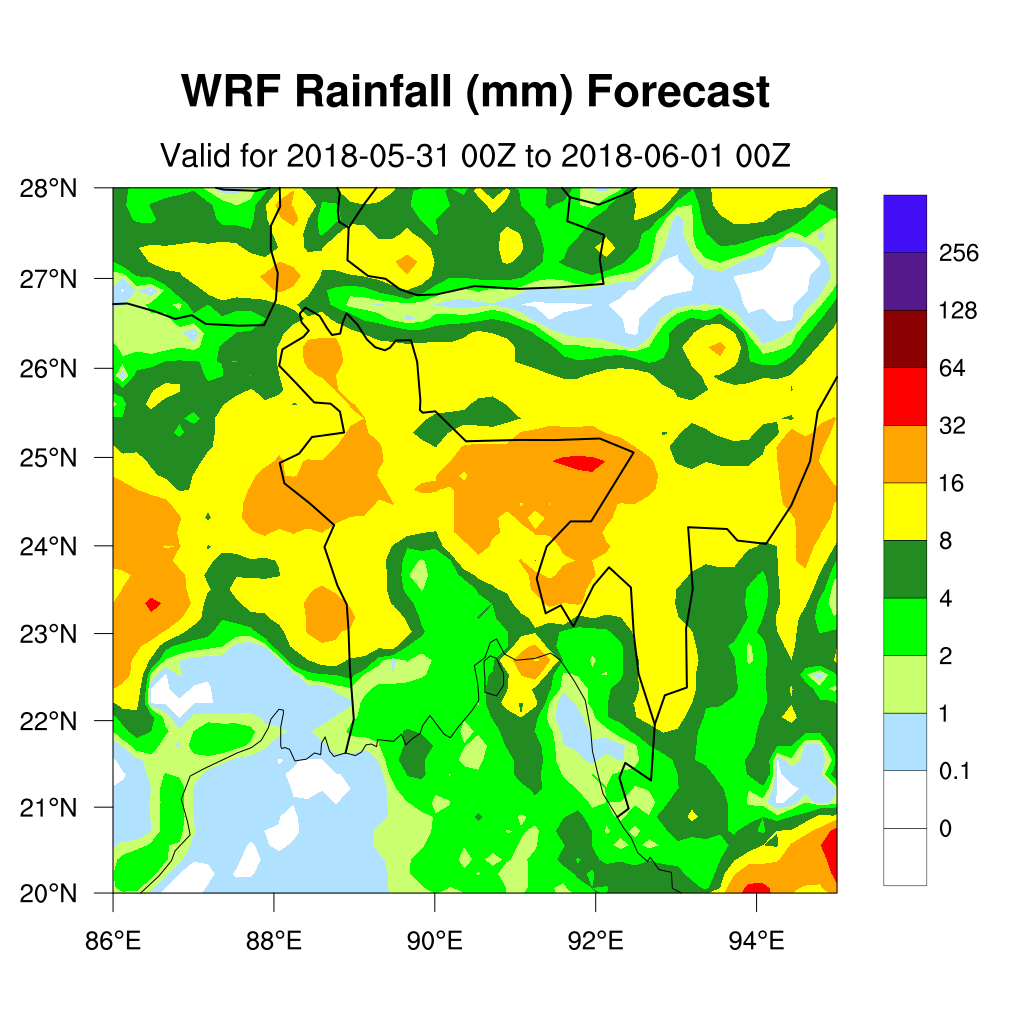 WRF Rainfall (mm) Forecast
Valid for 2018-05-31 00Z to 2018-06-01 00Z
28°N
27°N
26°N
25°N
24°N
23°N
22°N
21°N
20°N
86°E
88°E
90°E
92°E
94°E
256
128
64
32
16
8
4
2
1
0.1
0